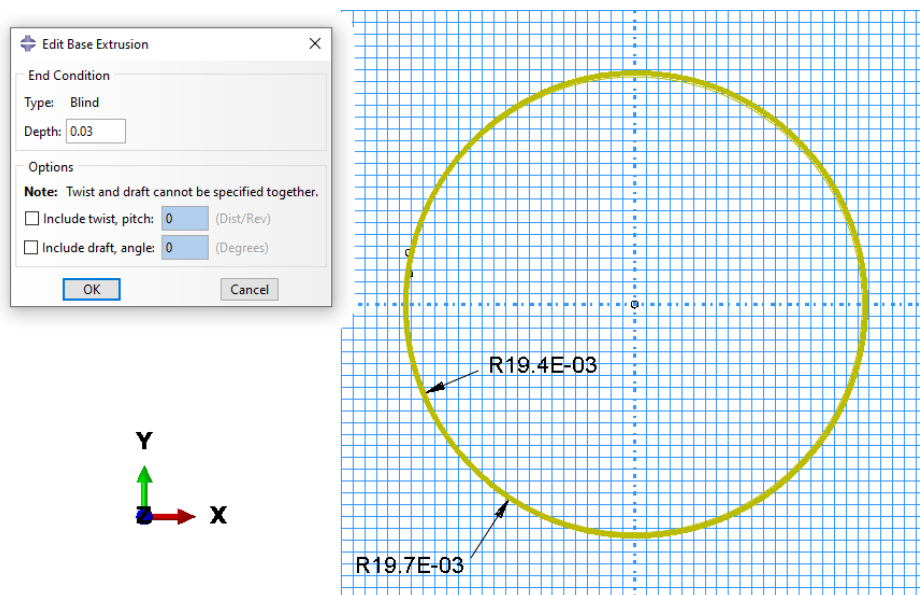 Edit Base Extrusion
End Condition
Type: Blind
Depth: 0.03
Options
Note: Twist and draft cannot be specified together.
Include twist, pitch: 0 (Dist/Rev)
Include draft, angle: 0 (Degrees)
OK Cancel
R19.4E-03
R19.7E-03
Y
Z X